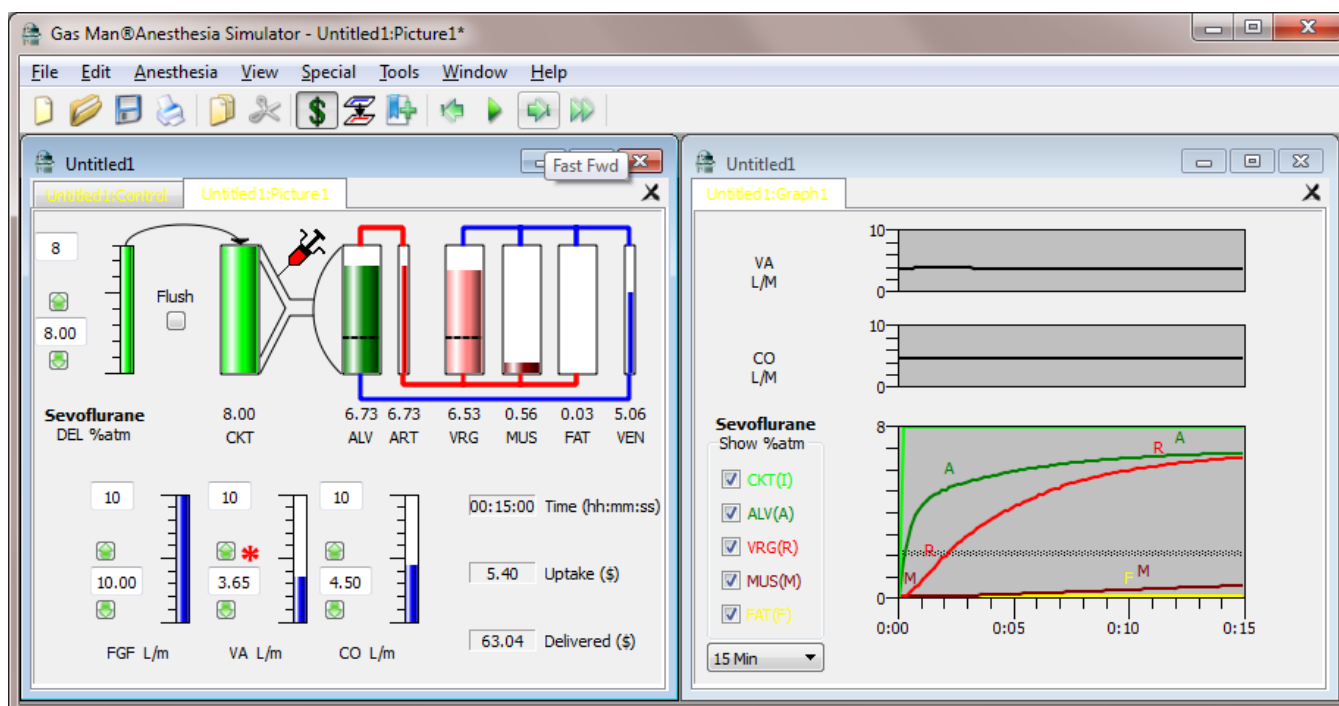 Gas Man®Anesthesia Simulator - Untitled1:Picture1*
File Edit Anesthesia View Special Tools Window Help
$
Untitled1
Fast Fwd
Untitled1:Control Untitled1:Picture1
8
Flush
8.00
Sevoflurane 8.00 6.73 6.73 6.53 0.56 0.03 5.06
DEL %atm CKT ALV ART VRG MUS FAT VEN
10 10 10
00:15:00 Time (hh:mm:ss)
*
10.00 3.65 4.50
5.40 Uptake ($)
63.04 Delivered ($)
FGF L/m VA L/m CO L/m
Untitled1
Untitled1:Graph1
10
VA
L/M
0
10
CO
L/M
0
Sevoflurane
Show %atm
CKT(I)
ALV(A)
VRG(R)
MUS(M)
FAT(F)
15 Min
8
A
R
A
R
M
F
M
0
0:00 0:05 0:10 0:15